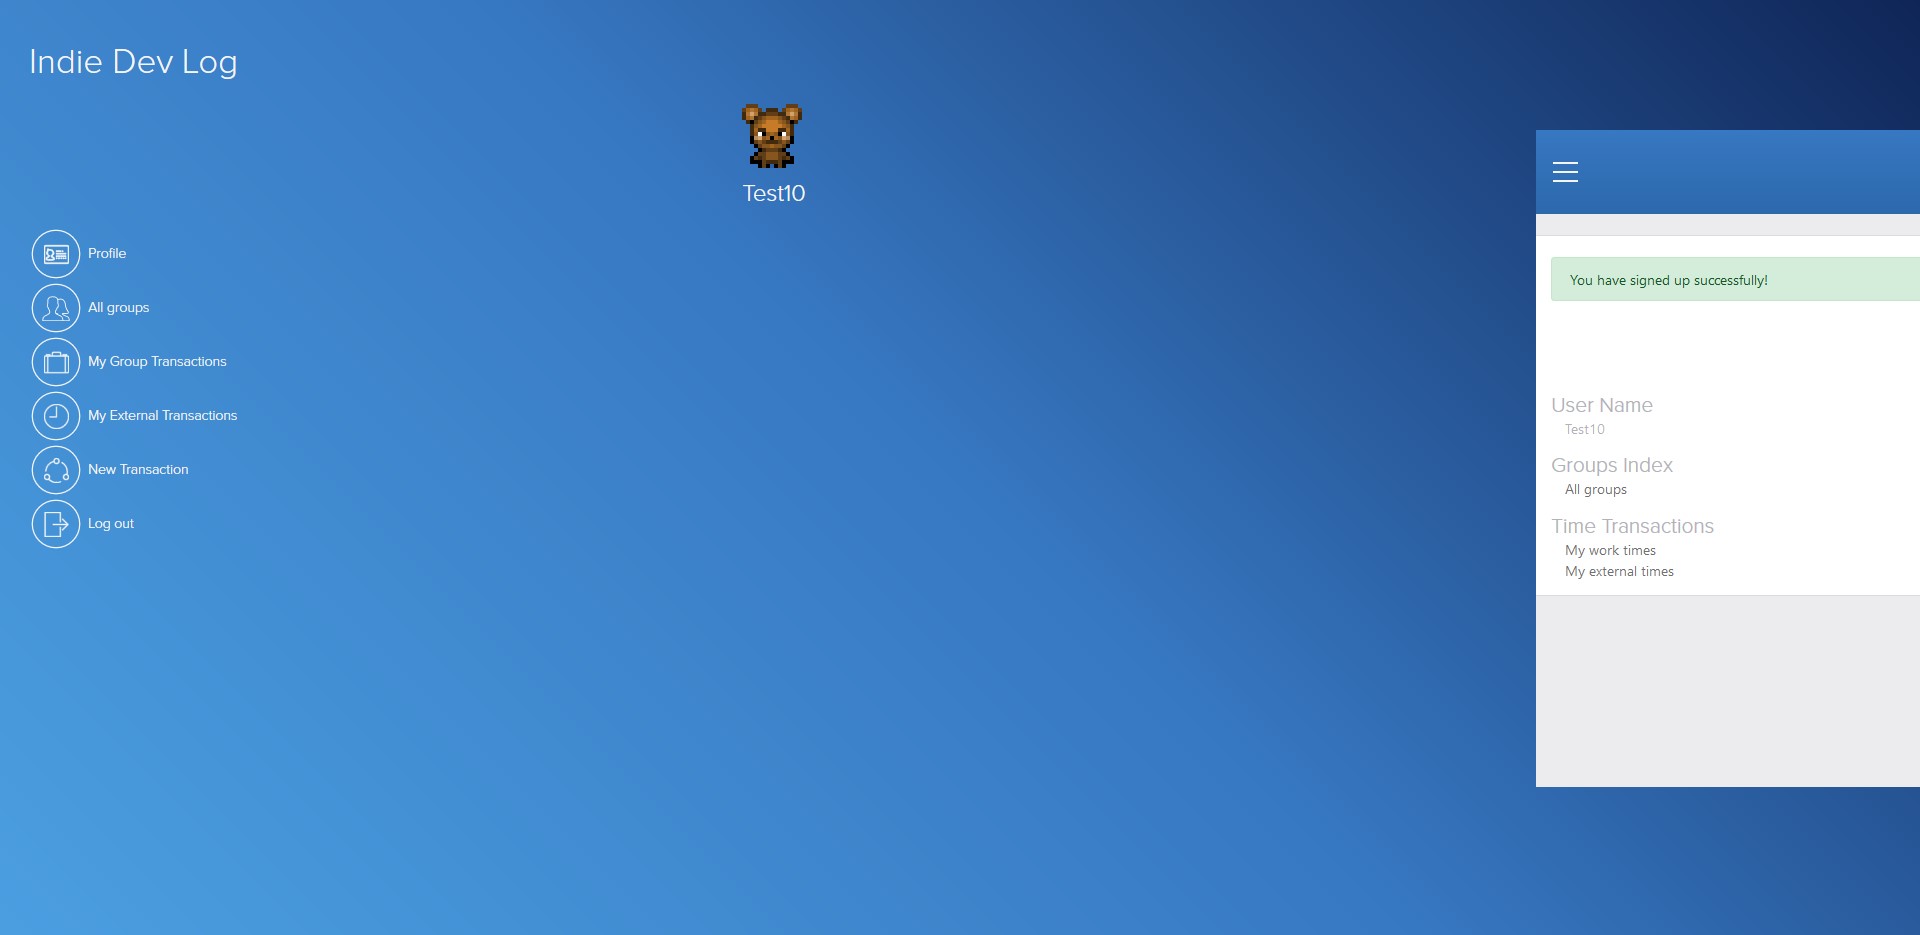 Indie Dev Log
Test10
Profile
All groups
My Group Transactions
My External Transactions
New Transaction
Log out
You have signed up successfully!
User Name
Test10
Groups Index
All groups
Time Transactions
My work times
My external times